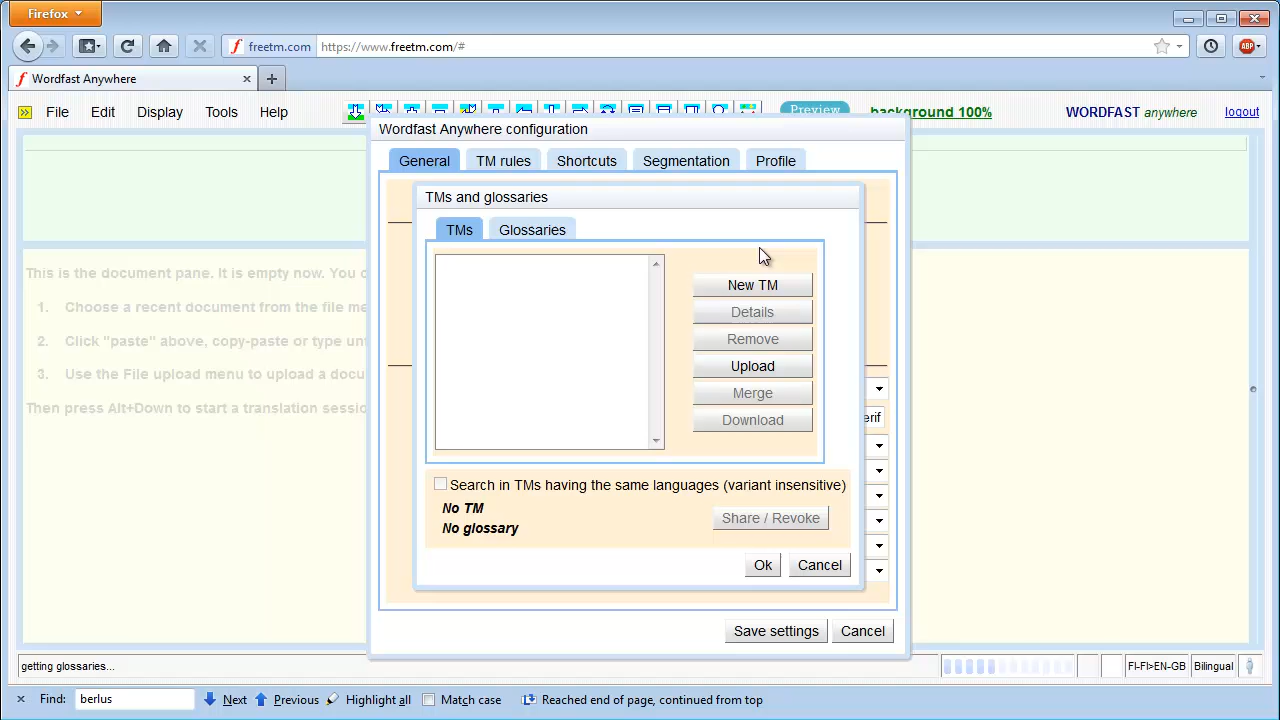 Firefox
freetm.com https://www.freetm.com/#
ABP
Wordfast Anywhere
File Edit Display Tools Help Preview background 100% WORDFAST anywhere logout
Wordfast Anywhere configuration
General TM rules Shortcuts Segmentation Profile
TMs and glossaries
TMs Glossaries
This is the document pane. It is empty now. You
New TM
1. Choose a recent document from the file
Details
Remove
2. Click "paste" above, copy-paste or type
Upload
3. Use the File upload menu to upload a
Merge
Then press Alt+Down to start a translation
Download
erif
Search in TMs having the same languages (variant insensitive)
No TM
No glossary
Share / Revoke
Ok Cancel
Save settings Cancel
getting glossaries... FI-FI>EN-GB Bilingual
Find: berlus Next Previous Highlight all Match case Reached end of page, continued from top